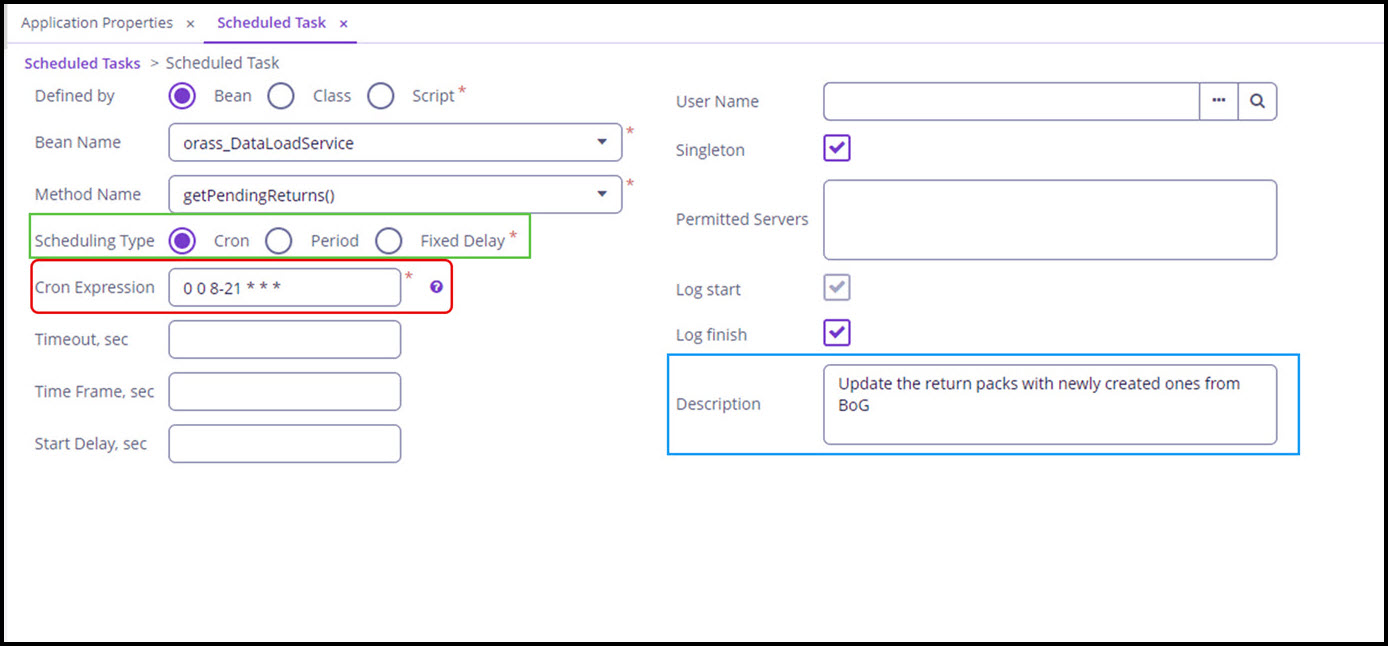 Application Properties × Scheduled Task ×
Scheduled Tasks > Scheduled Task
Defined by Bean Class Script *
Bean Name orass_DataLoadService *
Method Name getPendingReturns() *
Scheduling Type Cron Period Fixed Delay *
Cron Expression 0 0 8-21 * * * * ?
Timeout, sec
Time Frame, sec
Start Delay, sec
User Name ...
Singleton
Permitted Servers
Log start
Log finish
Description
Update the return packs with newly created ones from
BoG